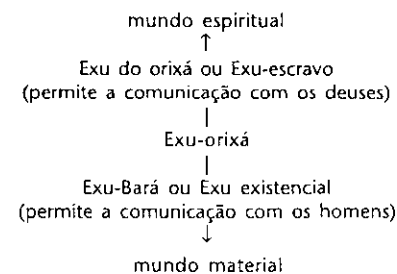 mundo espiritual
Exu do orixá ou Exu-escravo
(permite a comunicação com os deuses)
Exu-orixá
Exu-Bará ou Exu existencial
(permite a comunicação com os homens)
mundo material